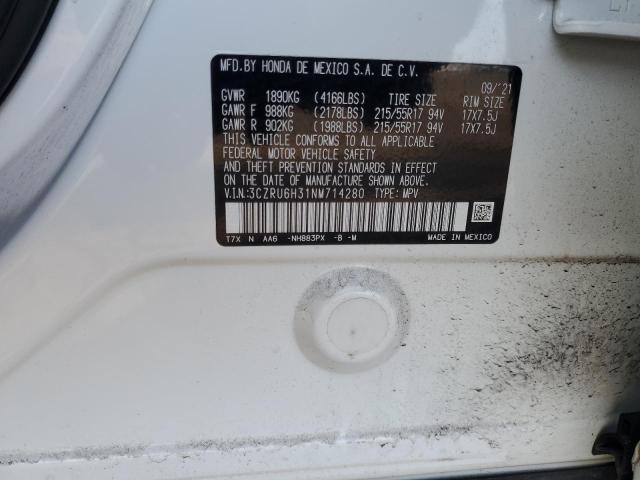 MFD.BY HONDA DE MEXICO S.A. DE C.V.
09/'21
GVWR 1890KG (4166LBS) TIRE SIZE RIM SIZE
GAWR F 988KG (2178LBS) 215/55R17 94V 17X7.5J
GAWR R 902KG (1988LBS) 215/55R17 94V 17X7.5J
THIS VEHICLE CONFORMS TO ALL APPLICABLE
FEDERAL MOTOR VEHICLE SAFETY
AND THEFT PREVENTION STANDARDS IN EFFECT
ON THE DATE OF MANUFACTURE SHOWN ABOVE.
V.I.N.:3CZRU6H31NM714280 TYPE: MPV
T7X N AA6 -NH883PX -B -M MADE IN MEXICO